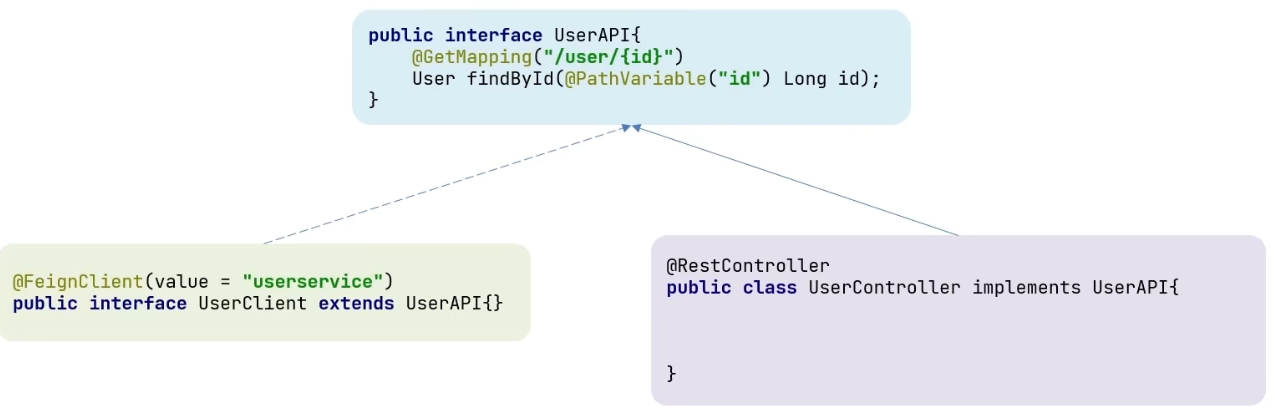 public interface UserAPI{
    @GetMapping("/user/{id}")
    User findById(@PathVariable("id") Long id);
}
@FeignClient(value = "userservice")
public interface UserClient extends UserAPI{}
@RestController
public class UserController implements UserAPI{
}